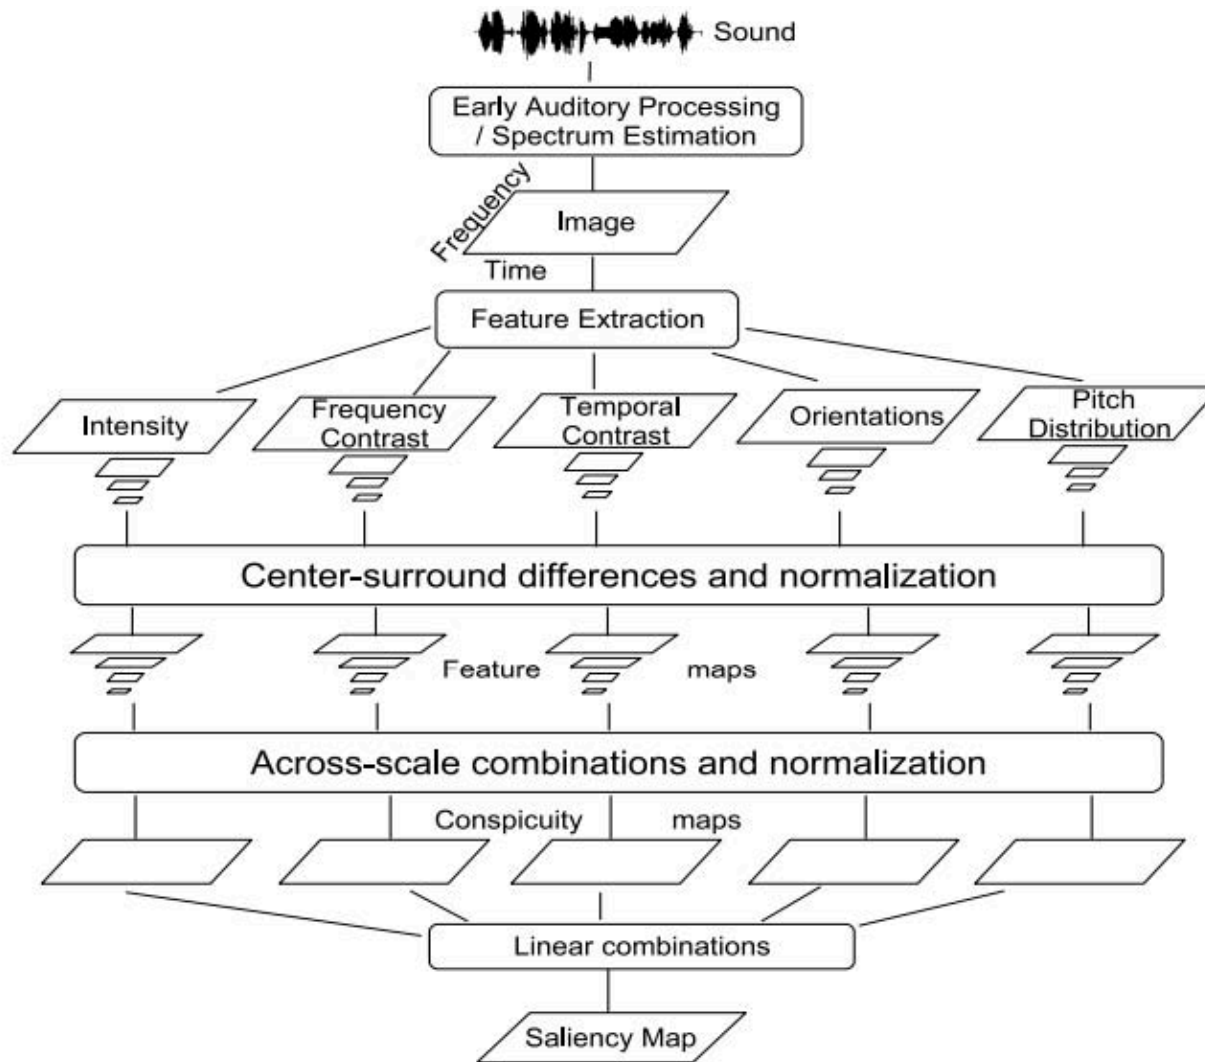 Sound
Early Auditory Processing
/ Spectrum Estimation
Frequency
Image
Time
Feature Extraction
Intensity
Frequency
Contrast
Temporal
Contrast
Orientations
Pitch
Distribution
Center-surround differences and normalization
Feature maps
Across-scale combinations and normalization
Conspicuity maps
Linear combinations
Saliency Map